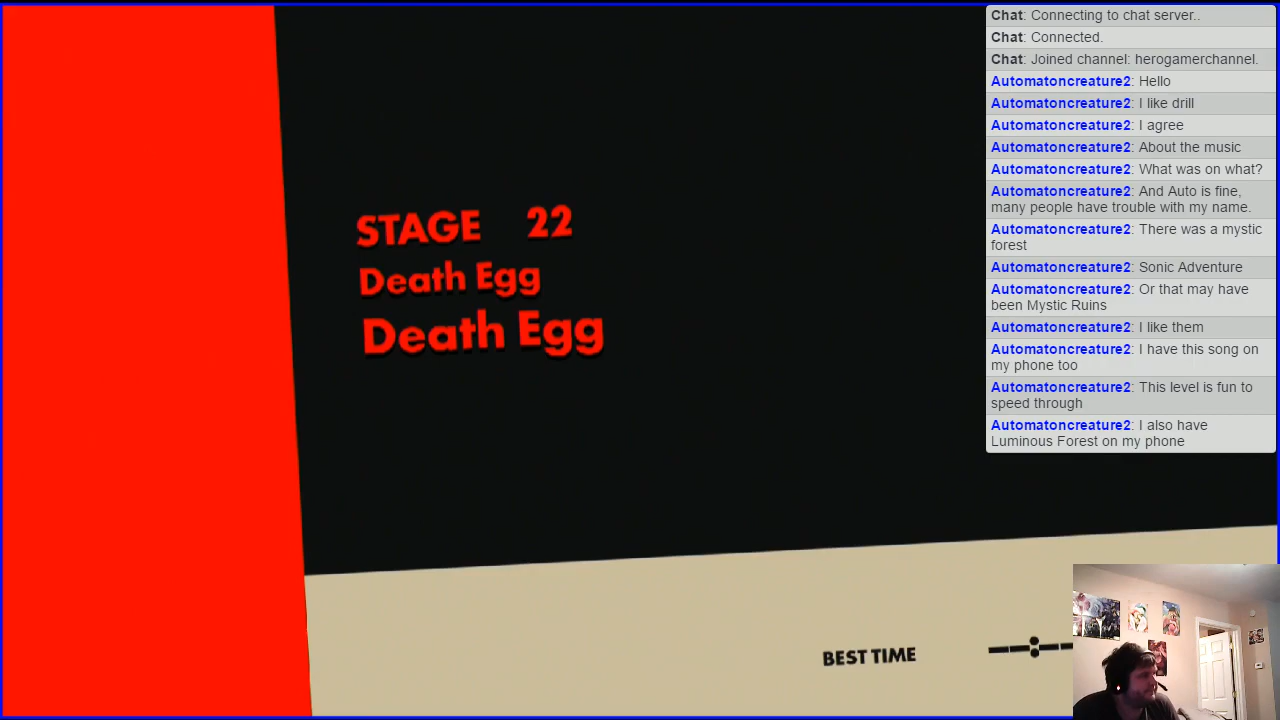 STAGE 22
Death Egg
Death Egg
BEST TIME
Chat: Connecting to chat server..
Chat: Connected.
Chat: Joined channel: herogamerchannel.
Automatoncreature2: Hello
Automatoncreature2: I like drill
Automatoncreature2: I agree
Automatoncreature2: About the music
Automatoncreature2: What was on what?
Automatoncreature2: And Auto is fine,
many people have trouble with my name.
Automatoncreature2: There was a mystic
forest
Automatoncreature2: Sonic Adventure
Automatoncreature2: Or that may have
been Mystic Ruins
Automatoncreature2: I like them
Automatoncreature2: I have this song on
my phone too
Automatoncreature2: This level is fun to
speed through
Automatoncreature2: I also have
Luminous Forest on my phone